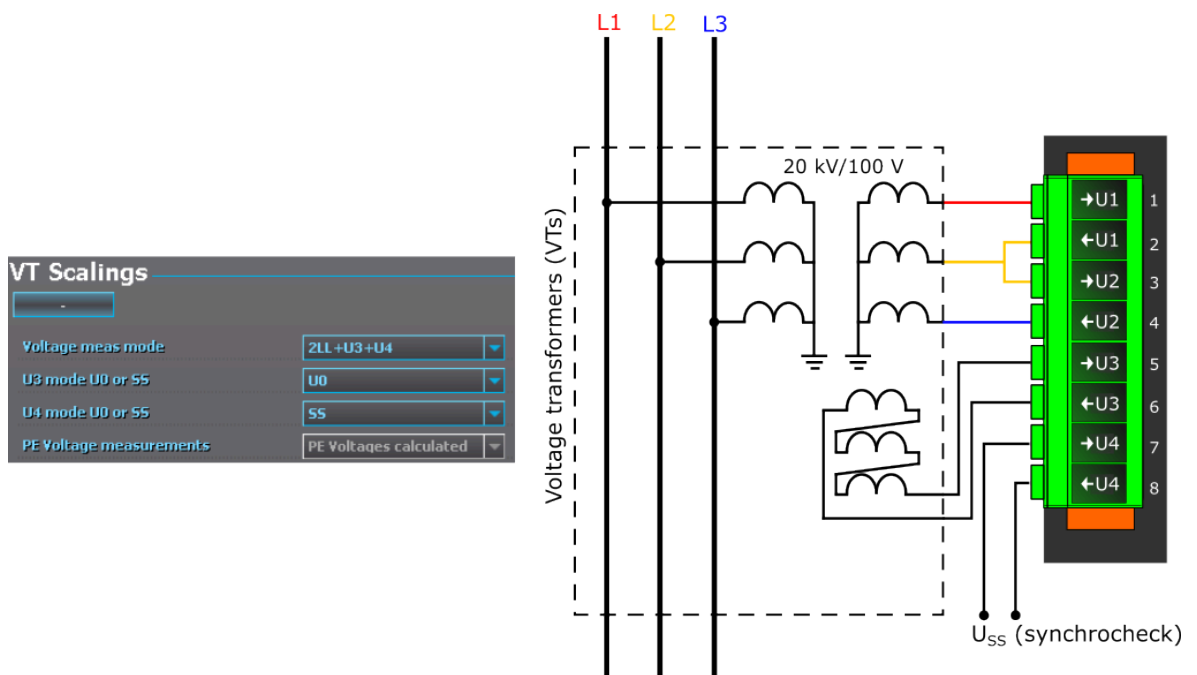 VT Scalings
-
Voltage meas mode 2LL+U3+U4
U3 mode U0 or SS U0
U4 mode U0 or SS SS
PE Voltage measurements PE Voltages calculated
L1 L2 L3
20 kV/100 V
Voltage transformers (VTs)
→U1 1
←U1 2
→U2 3
←U2 4
→U3 5
←U3 6
→U4 7
←U4 8
USS (synchrocheck)